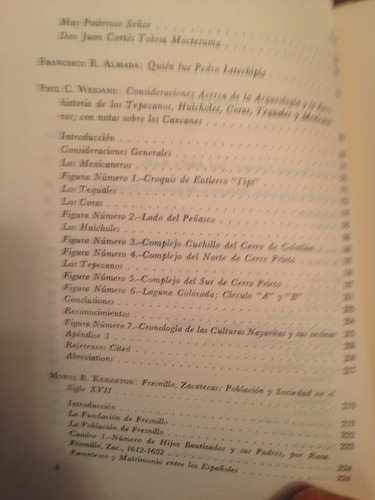 Muy Poderoso Señor
Don Juan Cortés Tolosa Moctezuma
FRANCISCO R. ALMADA: Quién fue Pedro Letechipía
PHIL C. WEIGAND: Consideraciones Acerca de la Arqueología y la
historia de los Tepecanos, Huicholes, Coras, Tequales y
con notas sobre los Caxcanes
Introducción
Consideraciones Generales
Los Mexicaneros
Figura Número 1.-Croquis de Entierro "Tipi"
Los Tequales
Los Coras
Figura Número 2.-Lado del Peñasco
Los Huicholes
Figura Número 3.-Complejo Cuchillo del Cerro de Colotlán
Figura Número 4.-Complejo del Norte de Cerro Prieto
Los Tepecanos
Figura Número 5.-Complejo del Sur de Cerro Prieto
Figura Número 6.-Laguna Colorada; Círculo "A" y "B"
Conclusiones
Reconocimientos
Figura Número 7.-Cronología de las Culturas Nayaritas y sus vecinas
Apéndice 1
References Cited
Abreviations
227
R. KENASTON: Fresnillo, Zacatecas: Población y Sociedad en el
Siglo XVII
Introducción 219
La Fundación de Fresnillo
La Población de Fresnillo
Cuadro 1.-Número de Hijos Bautizados y sus Padres, por Raza.
Fresnillo, Zac., 1612-1632
Parentesco y Matrimonio entre los Españoles
8